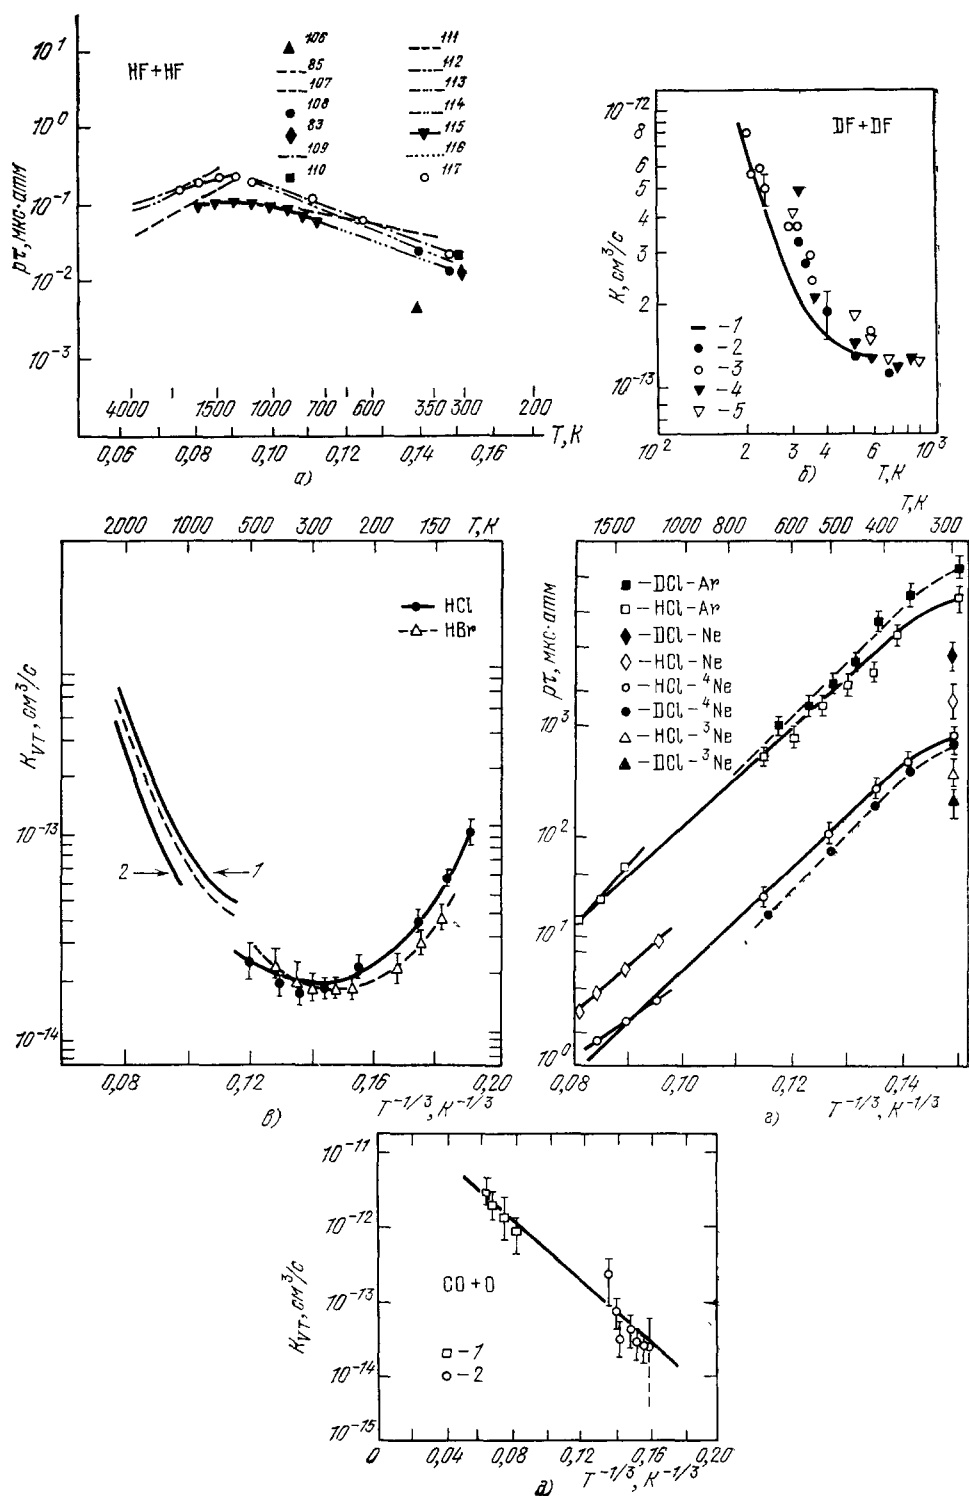 HF + HF
pτ, мкс·атм
10¹
10⁰
10⁻¹
10⁻²
10⁻³
106
85
107
108
83
109
110
111
112
113
114
115
116
117
4000 1500 1000 700 600 350 300 200
T, К
0,06 0,08 0,10 0,12 0,14 0,16
а)
DF + DF
K, см³/с
10⁻¹²
8
6
5
4
3
2
10⁻¹³
–1
–2
–3
–4
–5
10² 2 3 4 6 10³
T, К
б)
2000 1000 500 300 200 150 T, К
HCl
HBr
K_VT, см³/с
10⁻¹³
10⁻¹⁴
2
1
0,08 0,12 0,16 0,20
T⁻¹/³, К⁻¹/³
в)
T, К
1500 1000 800 600 500 400 300
–DCl–Ar
–HCl–Ar
–DCl–Ne
–HCl–Ne
–HCl–⁴Ne
–DCl–⁴Ne
–HCl–³Ne
–DCl–³Ne
pτ, мкс·атм
10³
10²
10¹
10⁰
0,08 0,10 0,12 0,14
T⁻¹/³, К⁻¹/³
г)
K_VT, см³/с
10⁻¹¹
10⁻¹²
10⁻¹³
10⁻¹⁴
10⁻¹⁵
CO + O
–1
–2
0 0,04 0,08 0,12 0,16 0,20
д) T⁻¹/³, К⁻¹/³